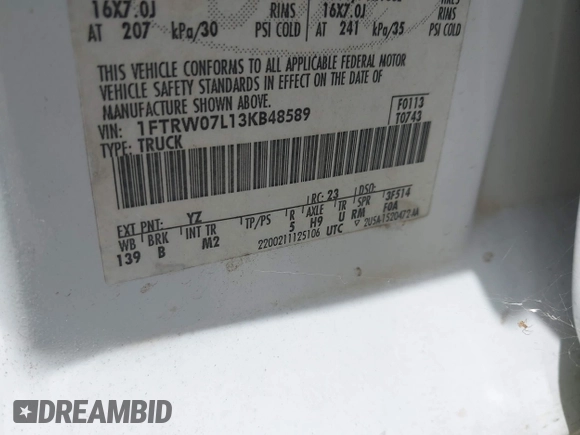 16X7.0J RIMS 16X7.0J RIMS
AT 207 kPa/30 PSI COLD AT 241 kPa/35 PSI COLD
THIS VEHICLE CONFORMS TO ALL APPLICABLE FEDERAL MOTOR
VEHICLE SAFETY STANDARDS IN EFFECT ON THE DATE OF
MANUFACTURE SHOWN ABOVE.
VIN: 1FTRW07L13KB48589 F0113
TYPE: TRUCK T0743
EXT PNT: YZ RC: 23 DSO:
WB BRK INT TR TP/PS R AXLE TR SPR 3F514
139 B M2 5 H9 U RM F0A
2200211125106 UTC
DREAMBID